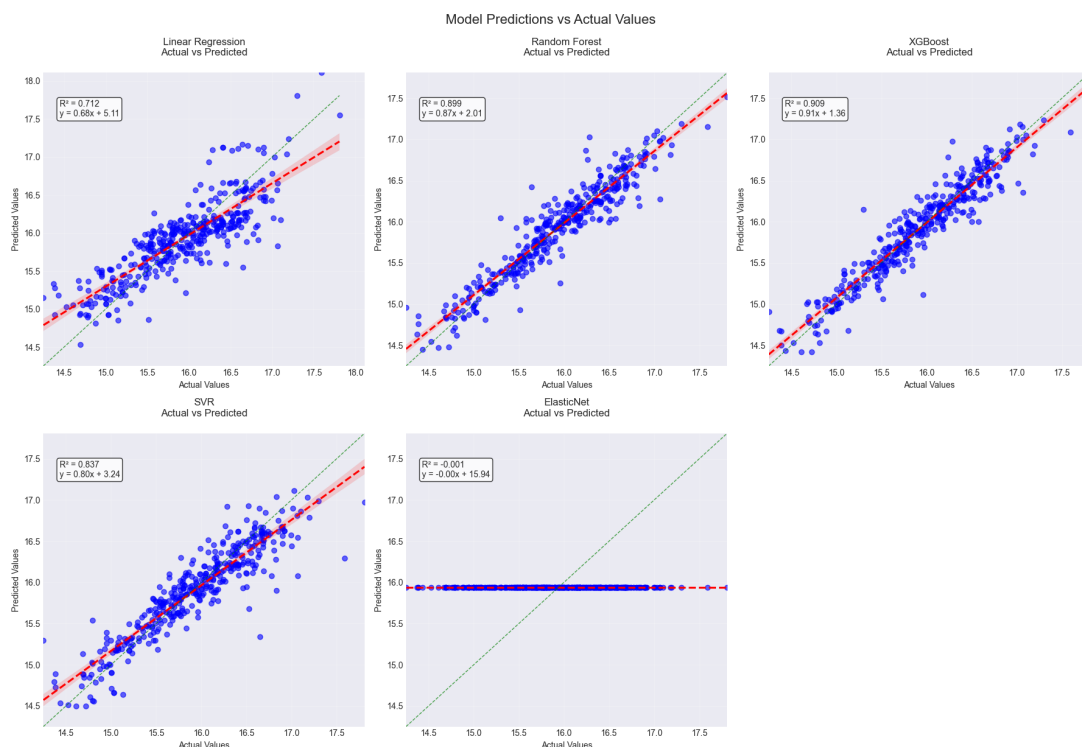 Model Predictions vs Actual Values
Linear Regression
Actual vs Predicted
R² = 0.712
y = 0.68x + 5.11
18.0
17.5
17.0
16.5
16.0
15.5
15.0
14.5
Predicted Values
14.5 15.0 15.5 16.0 16.5 17.0 17.5 18.0
Actual Values
Random Forest
Actual vs Predicted
R² = 0.899
y = 0.87x + 2.01
17.5
17.0
16.5
16.0
15.5
15.0
14.5
Predicted Values
14.5 15.0 15.5 16.0 16.5 17.0 17.5
Actual Values
XGBoost
Actual vs Predicted
R² = 0.909
y = 0.91x + 1.36
17.5
17.0
16.5
16.0
15.5
15.0
14.5
Predicted Values
14.5 15.0 15.5 16.0 16.5 17.0 17.5
Actual Values
SVR
Actual vs Predicted
R² = 0.837
y = 0.80x + 3.24
17.5
17.0
16.5
16.0
15.5
15.0
14.5
Predicted Values
14.5 15.0 15.5 16.0 16.5 17.0 17.5
Actual Values
ElasticNet
Actual vs Predicted
R² = -0.001
y = -0.00x + 15.94
17.5
17.0
16.5
16.0
15.5
15.0
14.5
Predicted Values
14.5 15.0 15.5 16.0 16.5 17.0 17.5
Actual Values